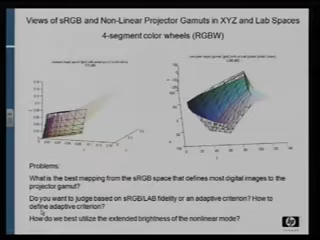 Views of sRGB and Non-Linear Projector Gamuts in XYZ and Lab Spaces
4-segment color wheels (RGBW)
Problems:
What is the best mapping from the sRGB space that defines most digital images to the
projector gamut?
Do you want to judge based on sRGB/LAB fidelity or an adaptive criterion? How to
define adaptive criterion?
How do we best utilize the extended brightness of the nonlinear mode?
hp